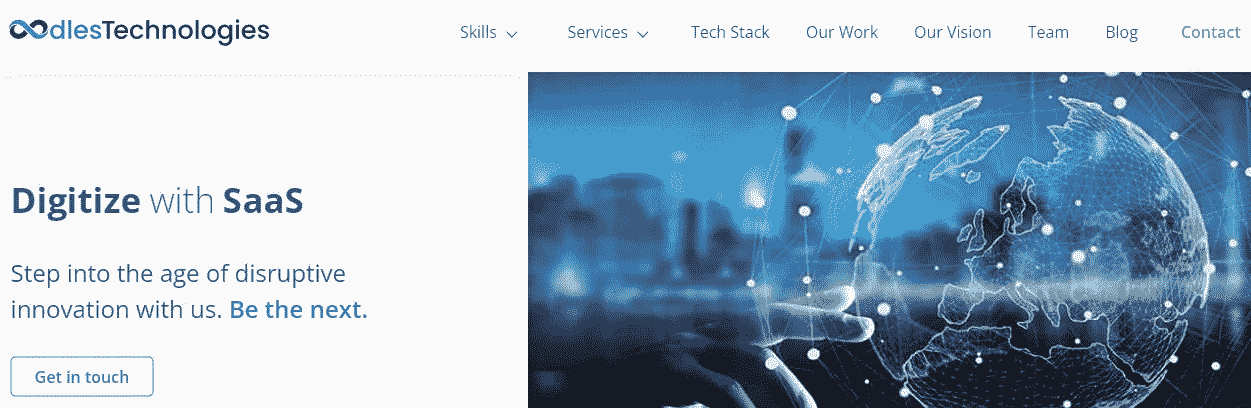 OodlesTechnologies
Skills Services Tech Stack Our Work Our Vision Team Blog Contact
Digitize with SaaS
Step into the age of disruptive
innovation with us. Be the next.
Get in touch